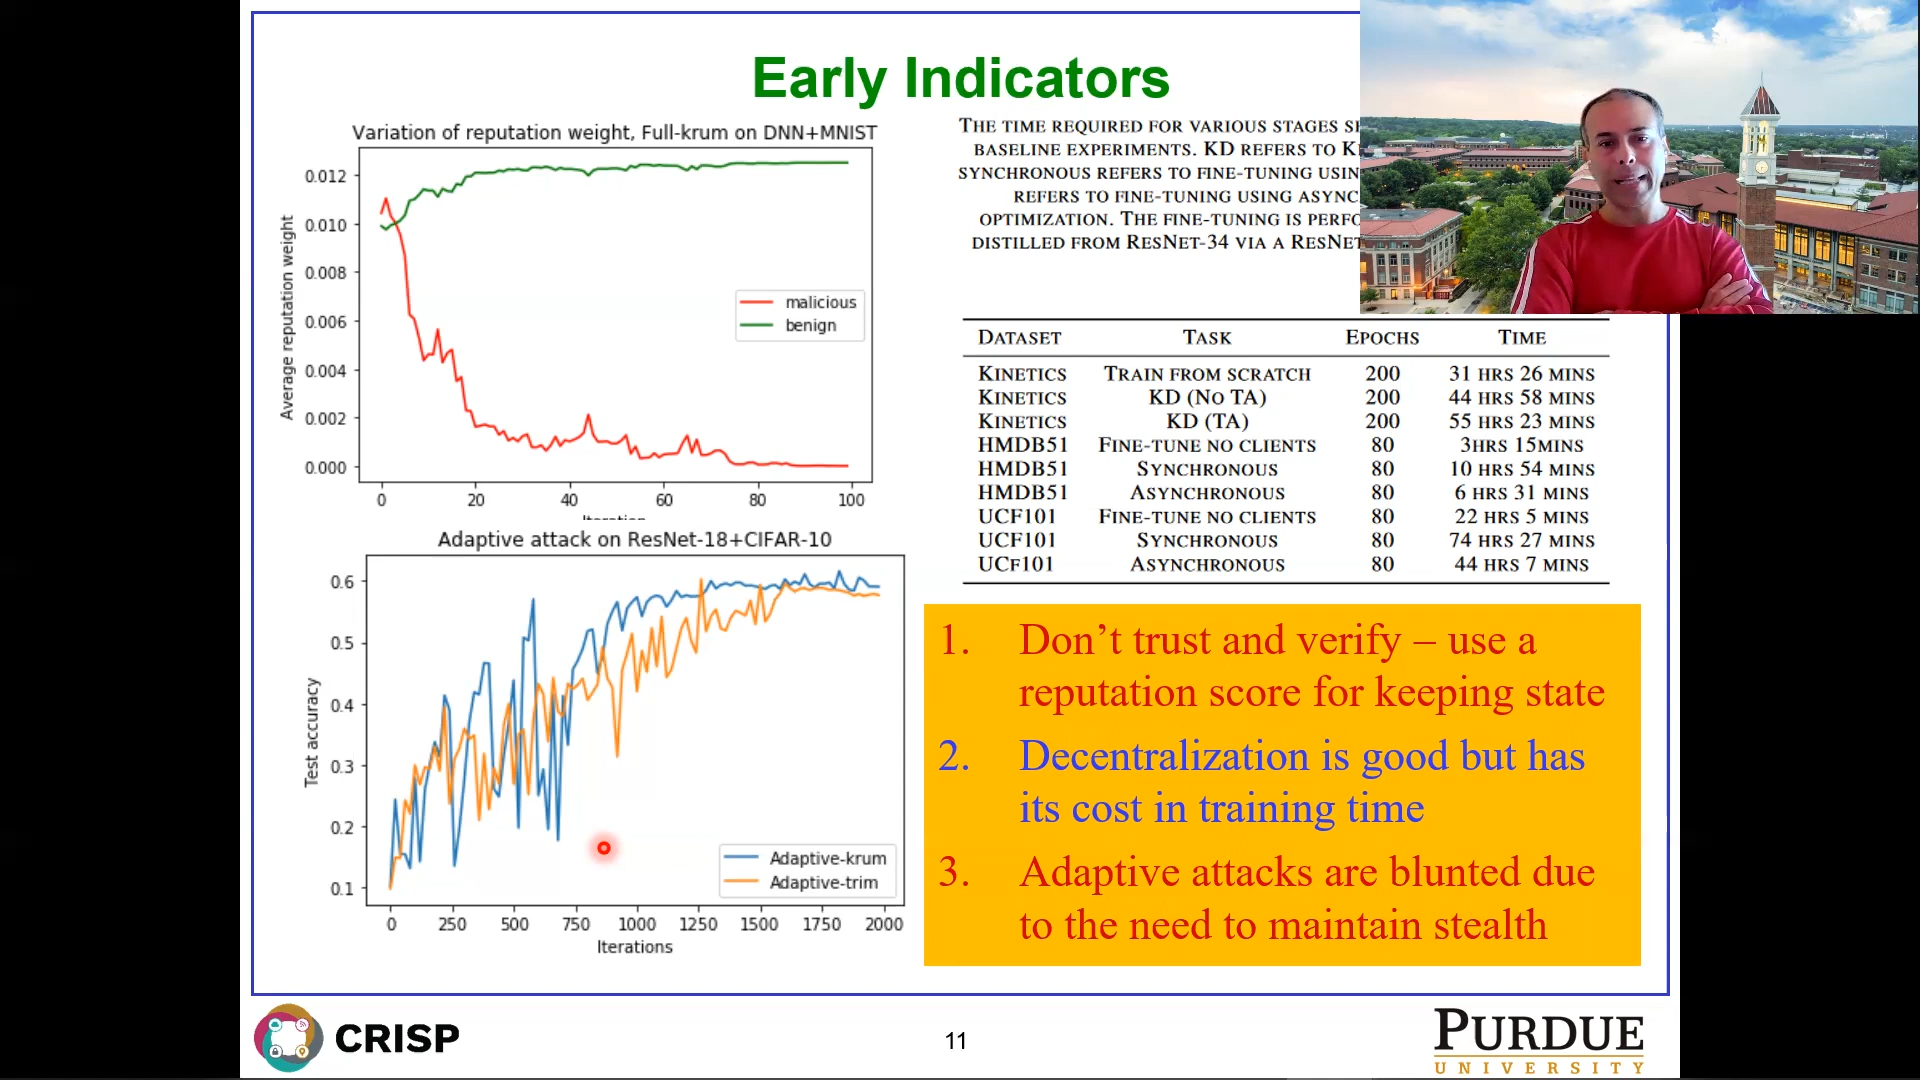 Early Indicators
Variation of reputation weight, Full-krum on DNN+MNIST
0.012
0.010
0.008
0.006
0.004
0.002
0.000
Average reputation weight
malicious
benign
0 20 40 60 80 100
Iteration
Adaptive attack on ResNet-18+CIFAR-10
0.6
0.5
0.4
0.3
0.2
0.1
Test accuracy
Adaptive-krum
Adaptive-trim
0 250 500 750 1000 1250 1500 1750 2000
Iterations
THE TIME REQUIRED FOR VARIOUS STAGES
BASELINE EXPERIMENTS. KD REFERS TO
SYNCHRONOUS REFERS TO FINE-TUNING
REFERS TO FINE-TUNING USING ASYNC
OPTIMIZATION. THE FINE-TUNING IS
DISTILLED FROM RESNET-34 VIA A RESNET
DATASET TASK EPOCHS TIME
KINETICS TRAIN FROM SCRATCH 200 31 HRS 26 MINS
KINETICS KD (NO TA) 200 44 HRS 58 MINS
KINETICS KD (TA) 200 55 HRS 23 MINS
HMDB51 FINE-TUNE NO CLIENTS 80 3HRS 15MINS
HMDB51 SYNCHRONOUS 80 10 HRS 54 MINS
HMDB51 ASYNCHRONOUS 80 6 HRS 31 MINS
UCF101 FINE-TUNE NO CLIENTS 80 22 HRS 5 MINS
UCF101 SYNCHRONOUS 80 74 HRS 27 MINS
UCF101 ASYNCHRONOUS 80 44 HRS 7 MINS
1. Don’t trust and verify – use a
reputation score for keeping state
2. Decentralization is good but has
its cost in training time
3. Adaptive attacks are blunted due
to the need to maintain stealth
CRISP
11
PURDUE
UNIVERSITY